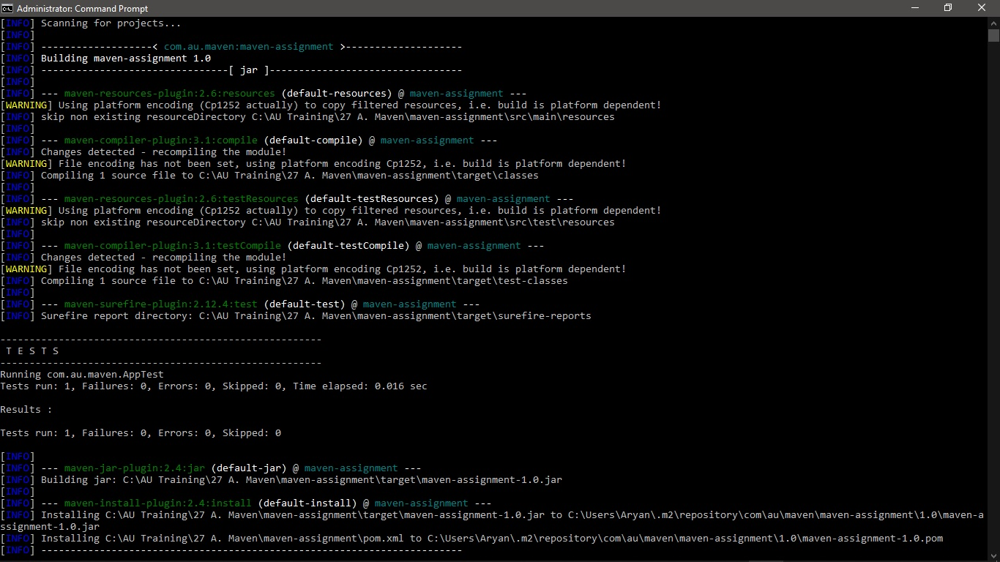 Administrator: Command Prompt
[INFO] Scanning for projects...
[INFO]
[INFO] -------------------< com.au.maven:maven-assignment >--------------------
[INFO] Building maven-assignment 1.0
[INFO] --------------------------------[ jar ]---------------------------------
[INFO]
[INFO] --- maven-resources-plugin:2.6:resources (default-resources) @ maven-assignment ---
[WARNING] Using platform encoding (Cp1252 actually) to copy filtered resources, i.e. build is platform dependent!
[INFO] skip non existing resourceDirectory C:\AU Training\27 A. Maven\maven-assignment\src\main\resources
[INFO]
[INFO] --- maven-compiler-plugin:3.1:compile (default-compile) @ maven-assignment ---
[INFO] Changes detected - recompiling the module!
[WARNING] File encoding has not been set, using platform encoding Cp1252, i.e. build is platform dependent!
[INFO] Compiling 1 source file to C:\AU Training\27 A. Maven\maven-assignment\target\classes
[INFO]
[INFO] --- maven-resources-plugin:2.6:testResources (default-testResources) @ maven-assignment ---
[WARNING] Using platform encoding (Cp1252 actually) to copy filtered resources, i.e. build is platform dependent!
[INFO] skip non existing resourceDirectory C:\AU Training\27 A. Maven\maven-assignment\src\test\resources
[INFO]
[INFO] --- maven-compiler-plugin:3.1:testCompile (default-testCompile) @ maven-assignment ---
[INFO] Changes detected - recompiling the module!
[WARNING] File encoding has not been set, using platform encoding Cp1252, i.e. build is platform dependent!
[INFO] Compiling 1 source file to C:\AU Training\27 A. Maven\maven-assignment\target\test-classes
[INFO]
[INFO] --- maven-surefire-plugin:2.12.4:test (default-test) @ maven-assignment ---
[INFO] Surefire report directory: C:\AU Training\27 A. Maven\maven-assignment\target\surefire-reports
-------------------------------------------------------
T E S T S
-------------------------------------------------------
Running com.au.maven.AppTest
Tests run: 1, Failures: 0, Errors: 0, Skipped: 0, Time elapsed: 0.016 sec
Results :
Tests run: 1, Failures: 0, Errors: 0, Skipped: 0
[INFO]
[INFO] --- maven-jar-plugin:2.4:jar (default-jar) @ maven-assignment ---
[INFO] Building jar: C:\AU Training\27 A. Maven\maven-assignment\target\maven-assignment-1.0.jar
[INFO]
[INFO] --- maven-install-plugin:2.4:install (default-install) @ maven-assignment ---
[INFO] Installing C:\AU Training\27 A. Maven\maven-assignment\target\maven-assignment-1.0.jar to C:\Users\Aryan\.m2\repository\com\au\maven\maven-assignment\1.0\maven-a
ssignment-1.0.jar
[INFO] Installing C:\AU Training\27 A. Maven\maven-assignment\pom.xml to C:\Users\Aryan\.m2\repository\com\au\maven\maven-assignment\1.0\maven-assignment-1.0.pom
[INFO] ------------------------------------------------------------------------